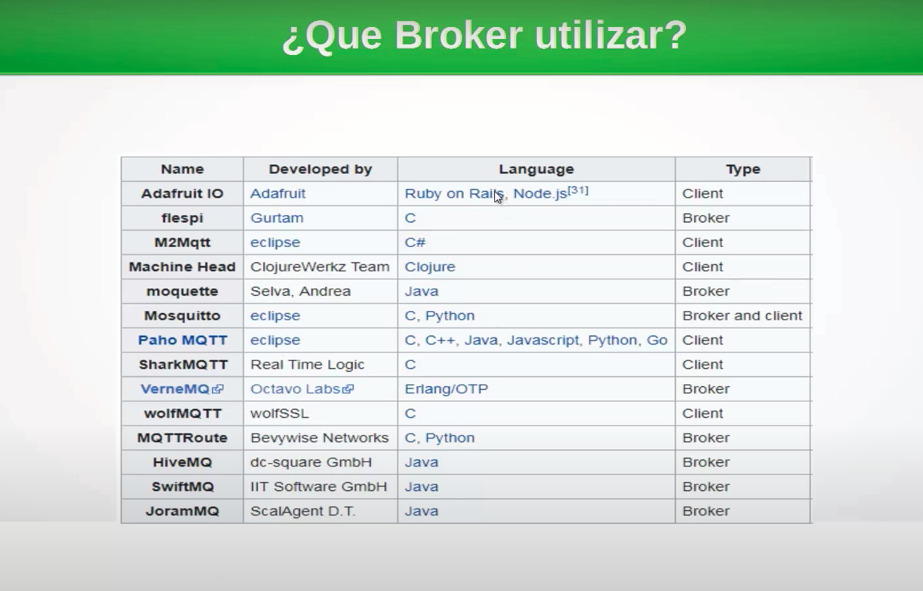 ¿Que Broker utilizar?
Name Developed by Language Type
Adafruit IO Adafruit Ruby on Rails, Node.js[31] Client
flespi Gurtam C Broker
M2Mqtt eclipse C# Client
Machine Head ClojureWerkz Team Clojure Client
moquette Selva, Andrea Java Broker
Mosquitto eclipse C, Python Broker and client
Paho MQTT eclipse C, C++, Java, Javascript, Python, Go Client
SharkMQTT Real Time Logic C Client
VerneMQ Octavo Labs Erlang/OTP Broker
wolfMQTT wolfSSL C Client
MQTTRoute Bevywise Networks C, Python Broker
HiveMQ dc-square GmbH Java Broker
SwiftMQ IIT Software GmbH Java Broker
JoramMQ ScalAgent D.T. Java Broker